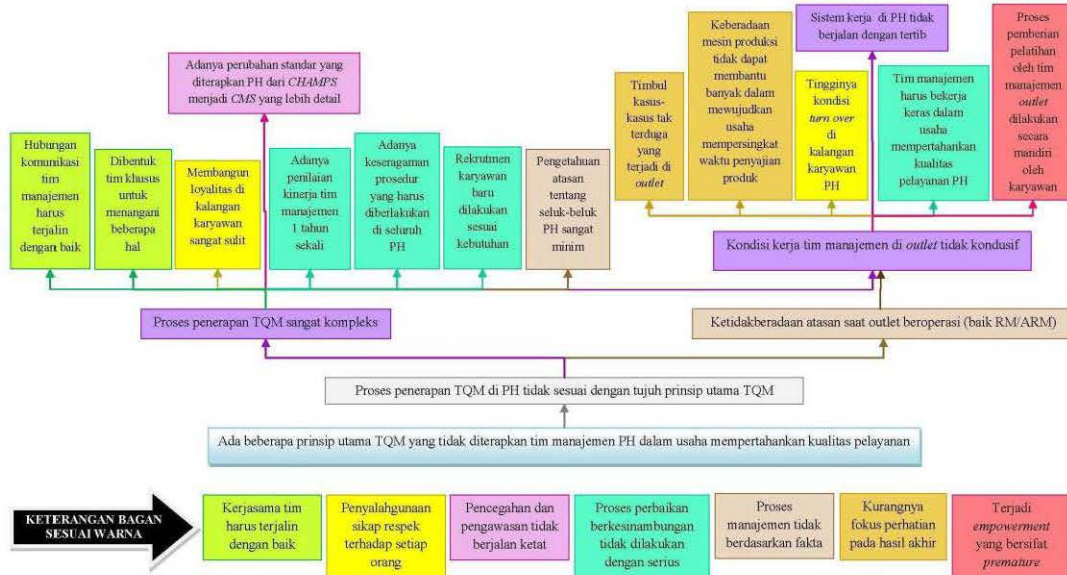 Adanya perubahan standar yang
diterapkan PH dari CHAMPS
menjadi CMS yang lebih detail
Timbul
kasus-
kasus tak
terduga
yang
terjadi di
outlet
Keberadaan
mesin produksi
tidak dapat
membantu
banyak dalam
mewujudkan
usaha
mempersingkat
waktu penyajian
produk
Sistem kerja di PH tidak
berjalan dengan tertib
Tingginya
kondisi
turn over
di
kalangan
karyawan
PH
Tim manajemen
harus bekerja
keras dalam
usaha
mempertahankan
kualitas
pelayanan PH
Proses
pemberian
pelatihan
oleh tim
manajemen
outlet
dilakukan
secara
mandiri
oleh
karyawan
Hubungan
komunikasi
tim
manajemen
harus
terjalin
dengan baik
Dibentuk
tim khusus
untuk
menangani
beberapa
hal
Membangun
loyalitas di
kalangan
karyawan
sangat sulit
Adanya
penilaian
kinerja tim
manajemen
1 tahun
sekali
Adanya
keseragaman
prosedur
yang harus
diberlakukan
di seluruh
PH
Rekrutmen
karyawan
baru
dilakukan
sesuai
kebutuhan
Pengetahuan
atasan
tentang
seluk-beluk
PH sangat
minim
Kondisi kerja tim manajemen di outlet tidak kondusif
Proses penerapan TQM sangat kompleks
Ketidakberadaan atasan saat outlet beroperasi (baik RM/ARM)
Proses penerapan TQM di PH tidak sesuai dengan tujuh prinsip utama TQM
Ada beberapa prinsip utama TQM yang tidak diterapkan tim manajemen PH dalam usaha mempertahankan kualitas pelayanan
KETERANGAN BAGAN
SESUAI WARNA
Kerjasama tim
harus terjalin
dengan baik
Penyalahgunaan
sikap respek
terhadap setiap
orang
Pencegahan dan
pengawasan tidak
berjalan ketat
Proses perbaikan
berkesinambungan
tidak dilakukan
dengan serius
Proses
manajemen tidak
berdasarkan fakta
Kurangnya
fokus perhatian
pada hasil akhir
Terjadi
empowerment
yang bersifat
premature